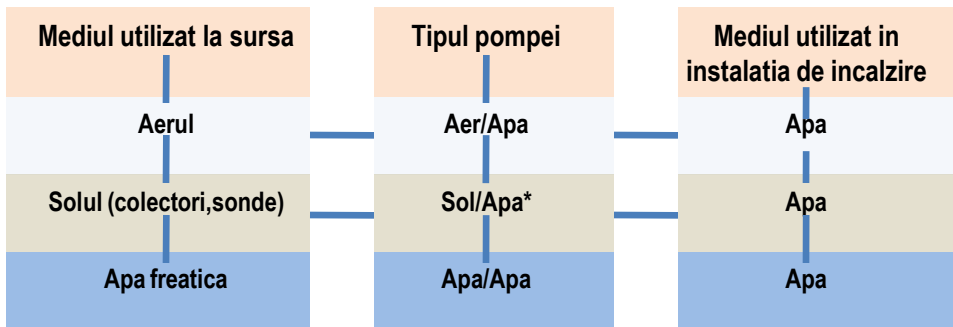 Mediul utilizat la sursa
Tipul pompei
Mediul utilizat in
instalatia de incalzire
Aerul
Aer/Apa
Apa
Solul (colectori,sonde)
Sol/Apa*
Apa
Apa freatica
Apa/Apa
Apa